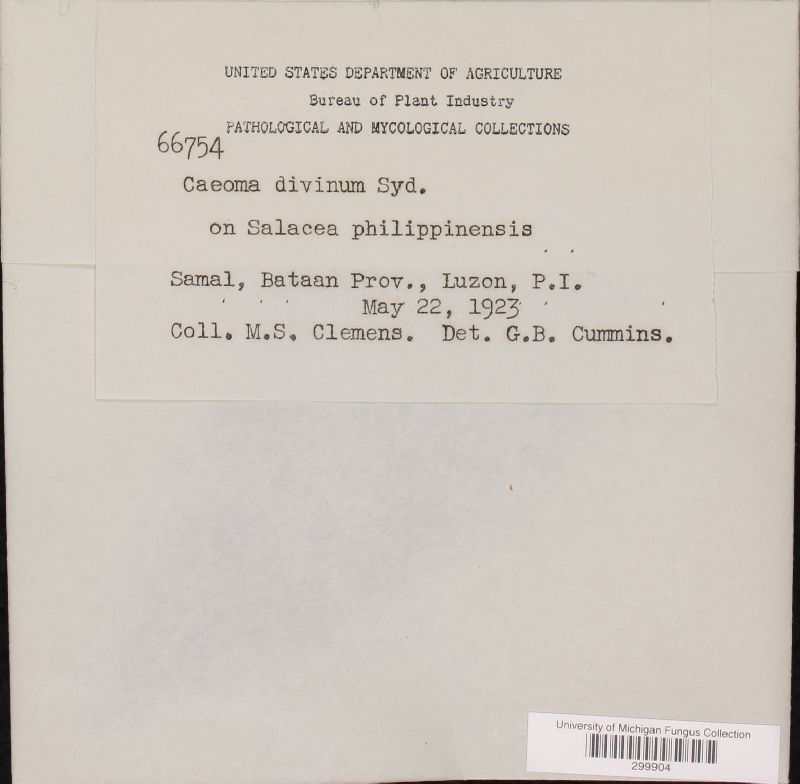 UNITED STATES DEPARTMENT OF AGRICULTURE
Bureau of Plant Industry
PATHOLOGICAL AND MYCOLOGICAL COLLECTIONS
66754
Caeoma divinum Syd.
on Salacea philippinensis
Samal, Bataan Prov., Luzon, P.I.
May 22, 1923
Coll. M.S. Clemens. Det. G.B. Cummins.
University of Michigan Fungus Collection
299904